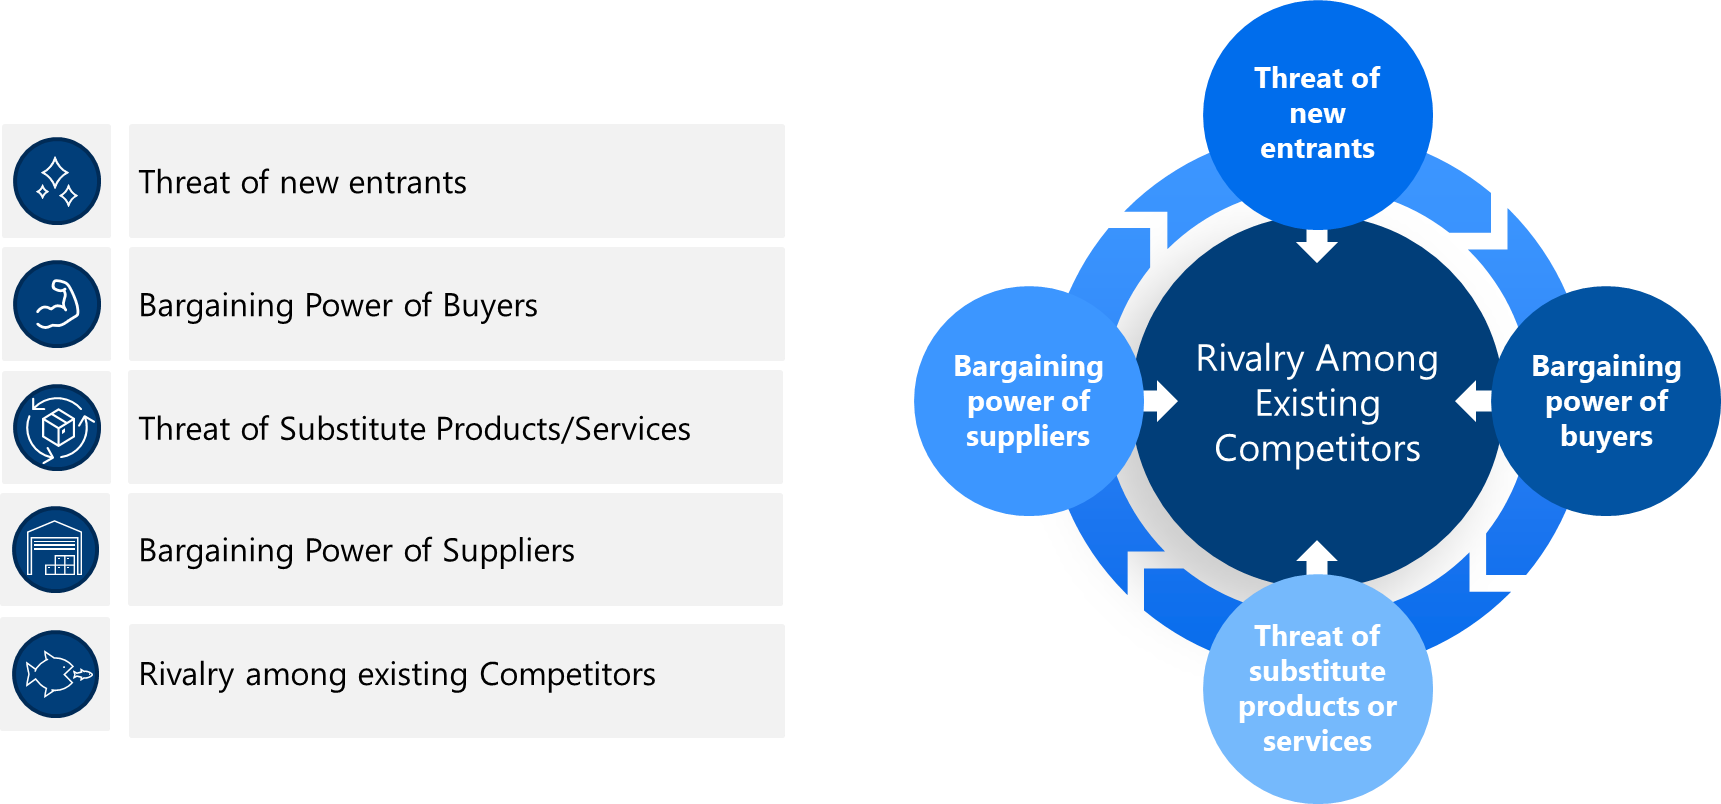 Threat of new entrants
Bargaining Power of Buyers
Threat of Substitute Products/Services
Bargaining Power of Suppliers
Rivalry among existing Competitors
Threat of
new
entrants
Bargaining
power of
suppliers
Rivalry Among
Existing
Competitors
Bargaining
power of
buyers
Threat of
substitute
products or
services